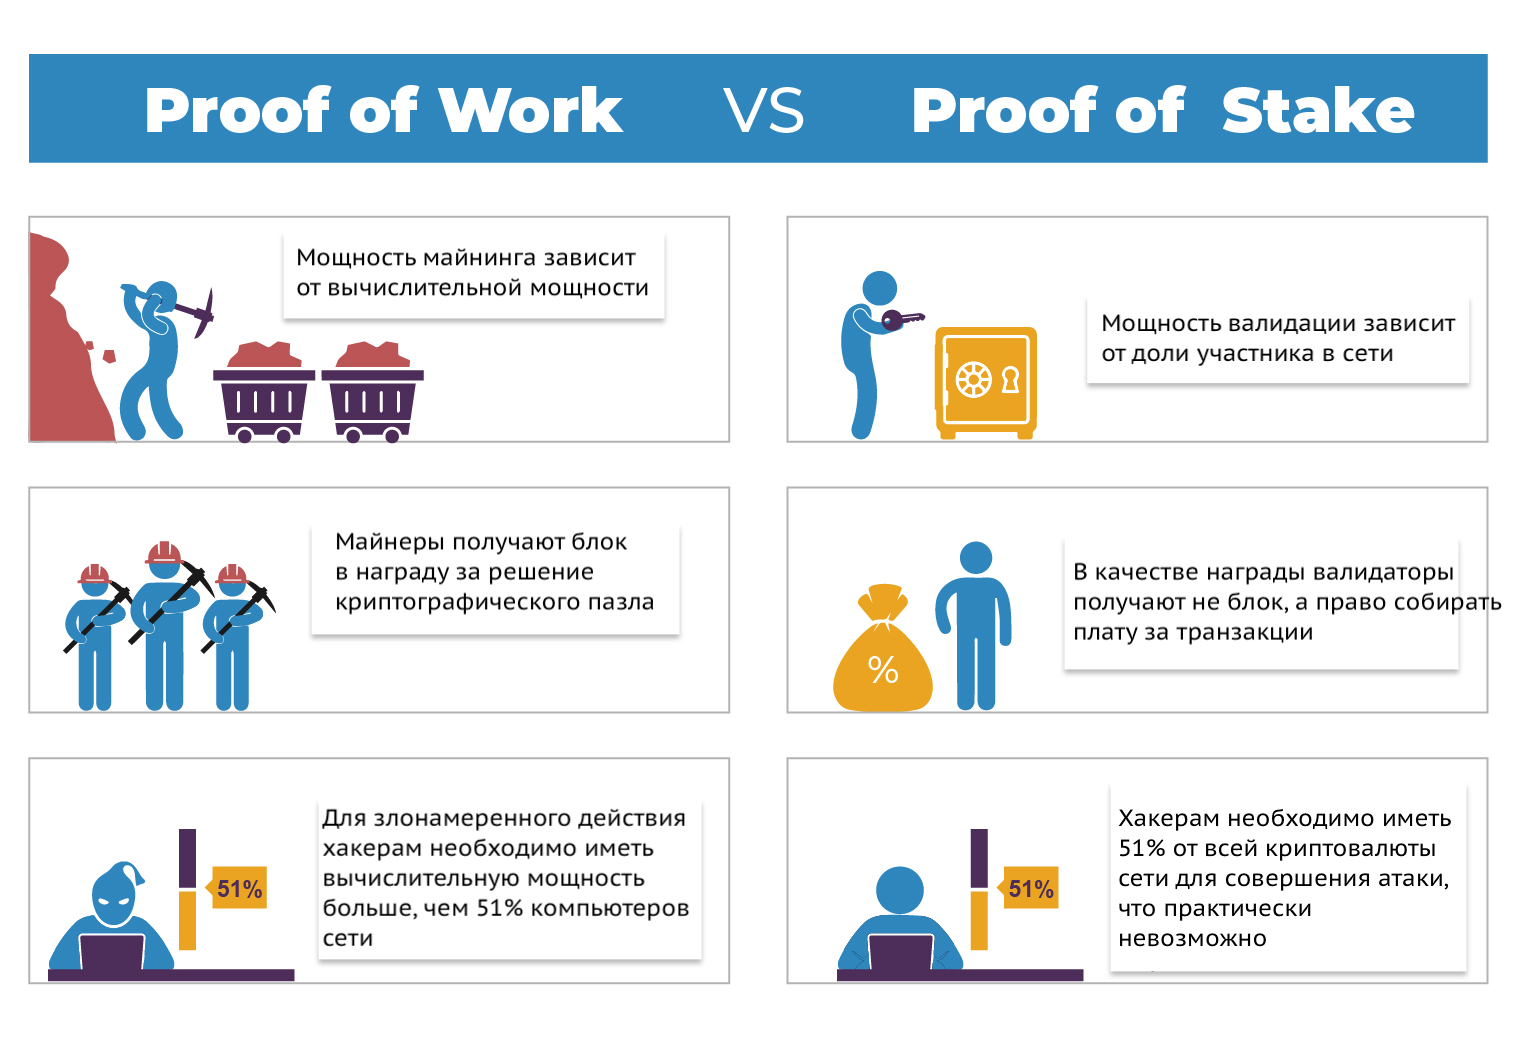 Proof of Work VS Proof of Stake
Мощность майнинга зависит
от вычислительной мощности
Мощность валидации зависит
от доли участника в сети
Майнеры получают блок
в награду за решение
криптографического пазла
%
В качестве награды валидаторы
получают не блок, а право собирать
плату за транзакции
51%
Для злонамеренного действия
хакерам необходимо иметь
вычислительную мощность
больше, чем 51% компьютеров
сети
51%
Хакерам необходимо иметь
51% от всей криптовалюты
сети для совершения атаки,
что практически
невозможно